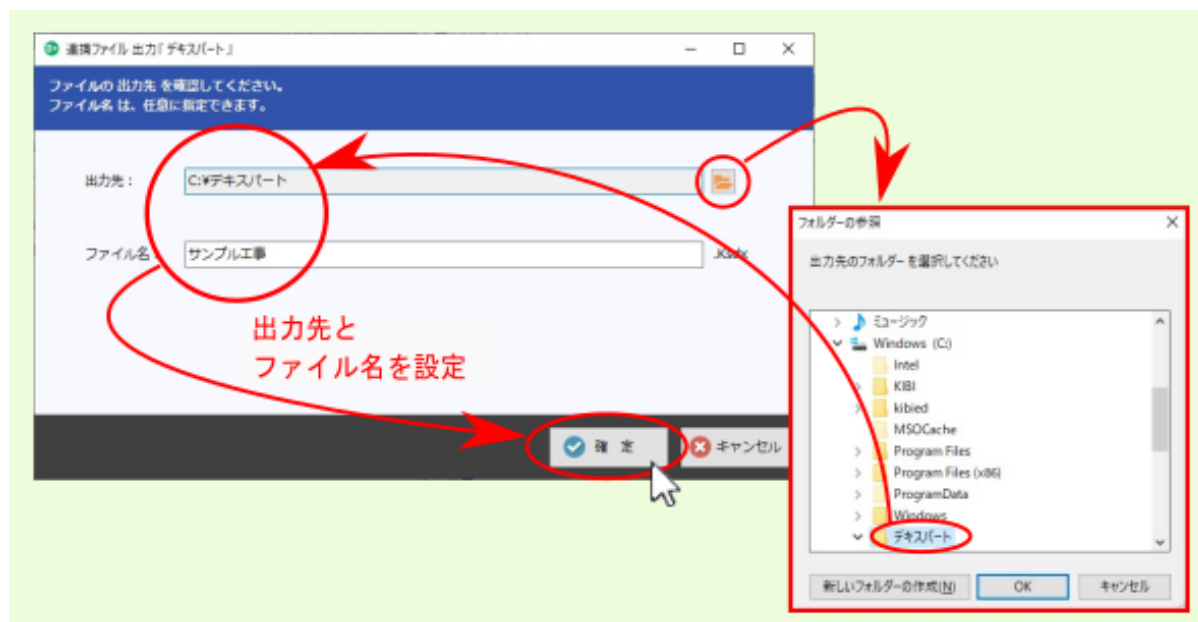 連携ファイル 出力『 デキスパート 』
ファイルの 出力先 を確認してください。
ファイル名 は、任意に指定できます。
出力先：
C:¥デキスパート
ファイル名：
サンプル工事
.Ksdx
出力先と
ファイル名を設定
確 定
キャンセル
フォルダーの参照
出力先のフォルダー を選択してください
ミュージック
Windows (C:)
Intel
KIBI
kibied
MSOCache
Program Files
Program Files (x86)
ProgramData
Windows
デキスパート
新しいフォルダーの作成(N)
OK
キャンセル